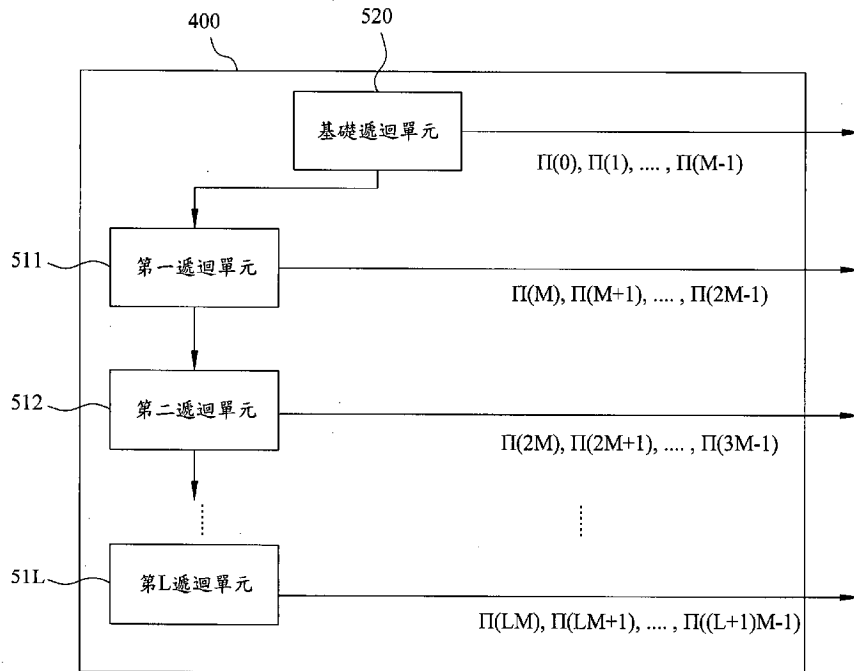 400
520
基礎遞迴單元
Π(0), Π(1), .... , Π(M-1)
511
第一遞迴單元
Π(M), Π(M+1), .... , Π(2M-1)
512
第二遞迴單元
Π(2M), Π(2M+1), .... , Π(3M-1)
51L
第L遞迴單元
Π(LM), Π(LM+1), .... , Π((L+1)M-1)